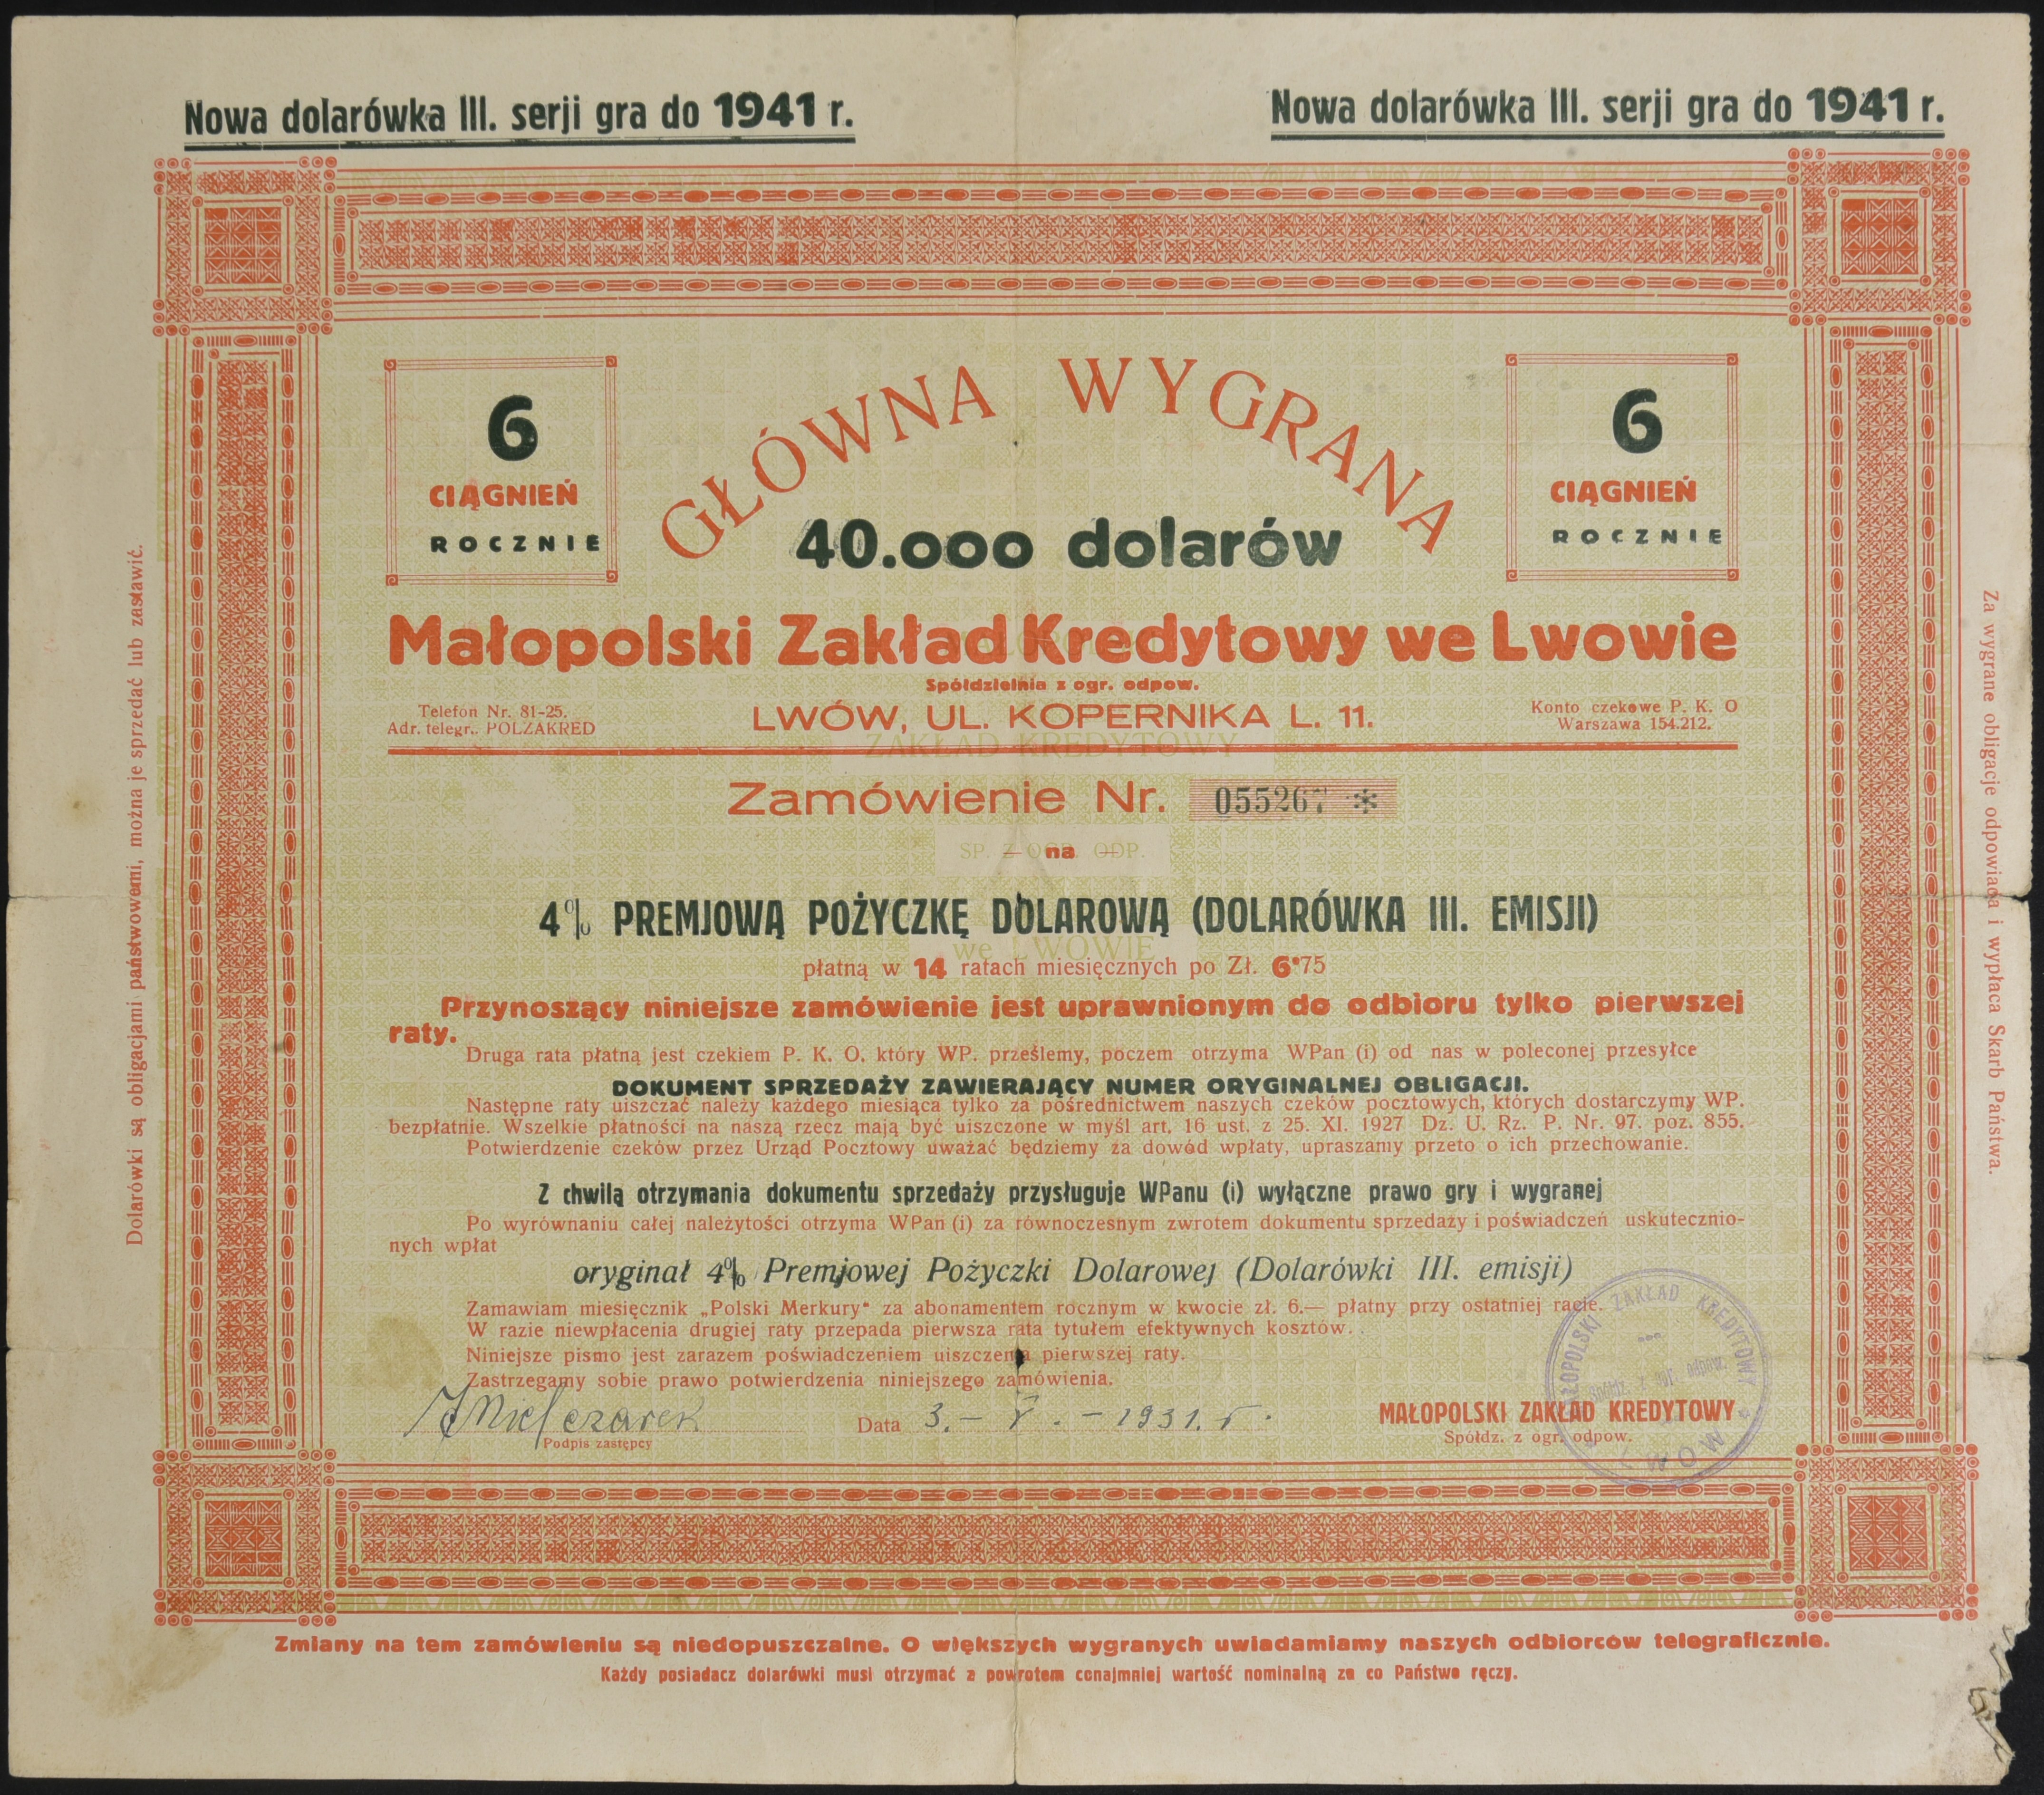 Nowa dolarówka III. serji gra do 1941 r.
Nowa dolarówka III. serji gra do 1941 r.
6
CIĄGNIEŃ
ROCZNIE
GŁÓWNA WYGRANA
40.000 dolarów
6
CIĄGNIEŃ
ROCZNIE
Małopolski Zakład Kredytowy we Lwowie
Spółdzielnia z ogr. odpow.
Telefon Nr. 81-25.
Adr. telegr.: POLZAKRED
LWÓW, UL. KOPERNIKA L. 11.
Konto czekowe P. K. O
Warszawa 154.212.
ZAKŁAD KREDYTOWY
Zamówienie Nr. 055267 *
SP. Z OGR. ODP.
— na —
4% PREMJOWĄ POŻYCZKĘ DOLAROWĄ (DOLARÓWKA III. EMISJI)
we LWOWIE
płatną w 14 ratach miesięcznych po Zł. 6·75
Przynoszący niniejsze zamówienie jest uprawnionym do odbioru tylko pierwszej
raty.
Druga rata płatną jest czekiem P. K. O. który WP. prześlemy, poczem otrzyma WPan (i) od nas w poleconej przesyłce
DOKUMENT SPRZEDAŻY ZAWIERAJĄCY NUMER ORYGINALNEJ OBLIGACJI.
Następne raty uiszczać należy każdego miesiąca tylko za pośrednictwem naszych czeków pocztowych, których dostarczymy WP.
bezpłatnie. Wszelkie płatności na naszą rzecz mają być uiszczone w myśl art. 16 ust. z 25. XI. 1927 Dz. U. Rz. P. Nr. 97. poz. 855.
Potwierdzenie czeków przez Urząd Pocztowy uważać będziemy za dowód wpłaty, upraszamy przeto o ich przechowanie.
Z chwilą otrzymania dokumentu sprzedaży przysługuje WPanu (i) wyłączne prawo gry i wygranej
Po wyrównaniu całej należytości otrzyma WPan (i) za równoczesnym zwrotem dokumentu sprzedaży i poświadczeń uskutecznio-
nych wpłat
oryginał 4% Premjowej Pożyczki Dolarowej (Dolarówki III. emisji)
Zamawiam miesięcznik „Polski Merkury" za abonamentem rocznym w kwocie zł. 6.— płatny przy ostatniej racie.
W razie niewpłacenia drugiej raty przepada pierwsza rata tytułem efektywnych kosztów.
Niniejsze pismo jest zarazem poświadczeniem uiszczenia pierwszej raty.
Zastrzegamy sobie prawo potwierdzenia niniejszego zamówienia.
Podpis zastępcy
Data 3. – V. – 1931. r.
MAŁOPOLSKI ZAKŁAD KREDYTOWY
Spółdz. z ogr. odpow.
MAŁOPOLSKI ZAKŁAD KREDYTOWY
Spółdz. z ogr. odpow.
LWÓW
Zmiany na tem zamówieniu są niedopuszczalne. O większych wygranych uwiadamiamy naszych odbiorców telegraficznie.
Każdy posiadacz dolarówki musi otrzymać z powrotem conajmniej wartość nominalną za co Państwo ręczy.
Dolarówki są obligacjami państwowemi, można je sprzedać lub zastawić.
Za wygrane obligacje odpowiada i wypłaca Skarb Państwa.